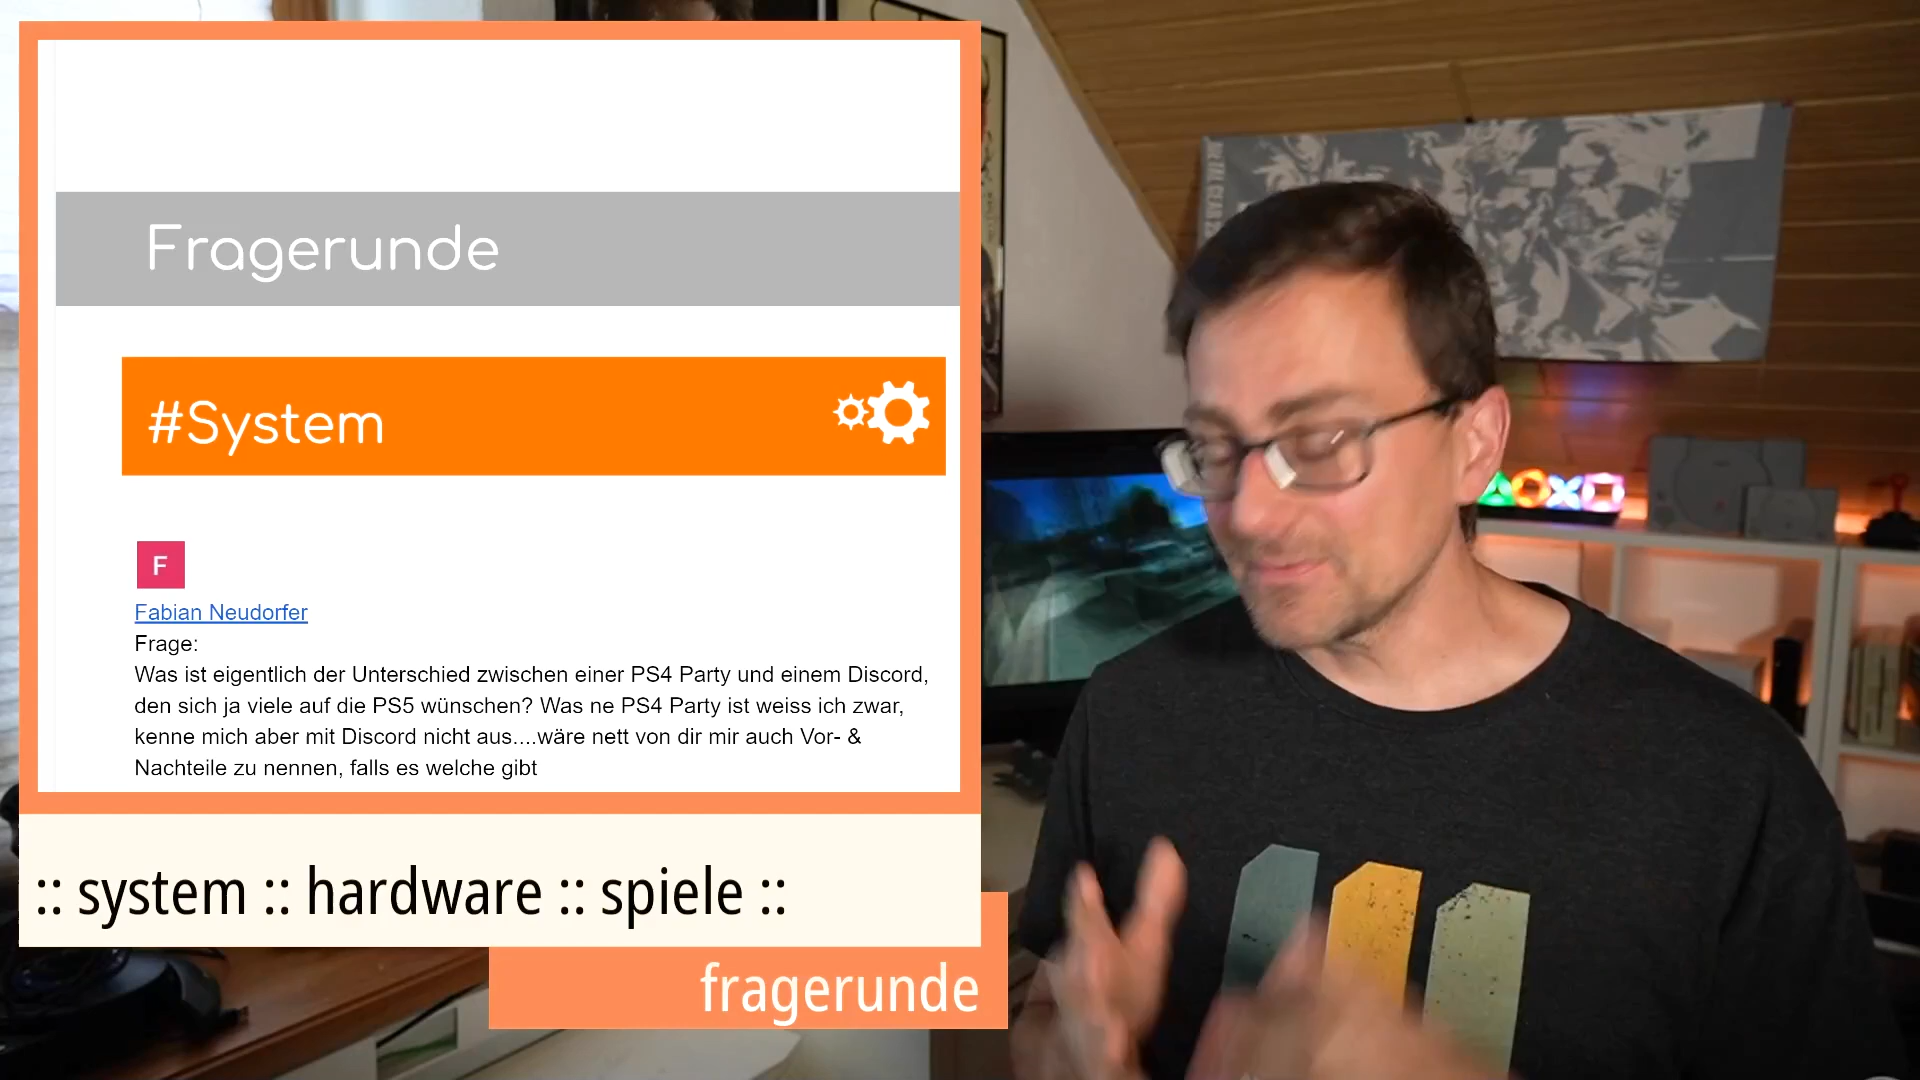 Fragerunde
#System
F
Fabian Neudorfer
Frage:
Was ist eigentlich der Unterschied zwischen einer PS4 Party und einem Discord,
den sich ja viele auf die PS5 wünschen? Was ne PS4 Party ist weiss ich zwar,
kenne mich aber mit Discord nicht aus....wäre nett von dir mir auch Vor- &
Nachteile zu nennen, falls es welche gibt
:: system :: hardware :: spiele ::
fragerunde